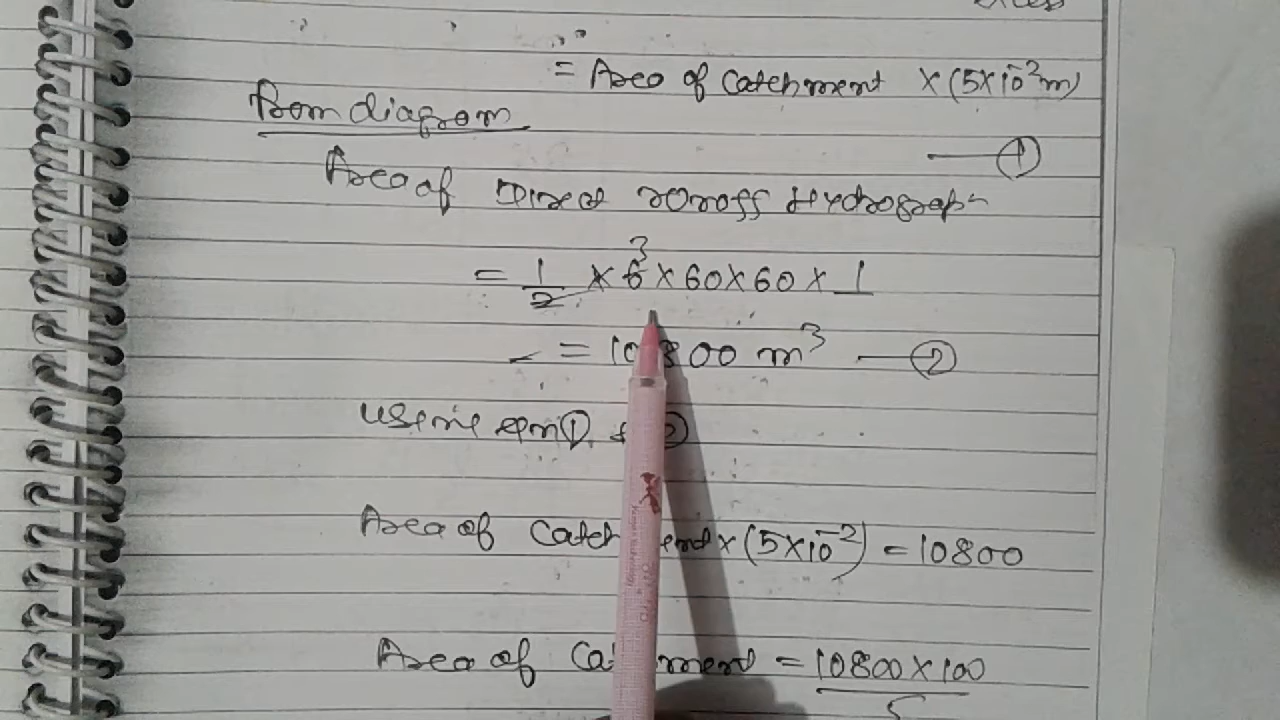 = Area of catchment × (5×10⁻²m)
from diagram
①
Area of Direct runoff Hydrograph
= 1/2 × 6 × 60 × 60 × 1
3
= 10800 m³ — ②
using eqn ① & ②
Area of Catchment × (5×10⁻²) = 10800
Area of Catchment = 10800 × 100
5